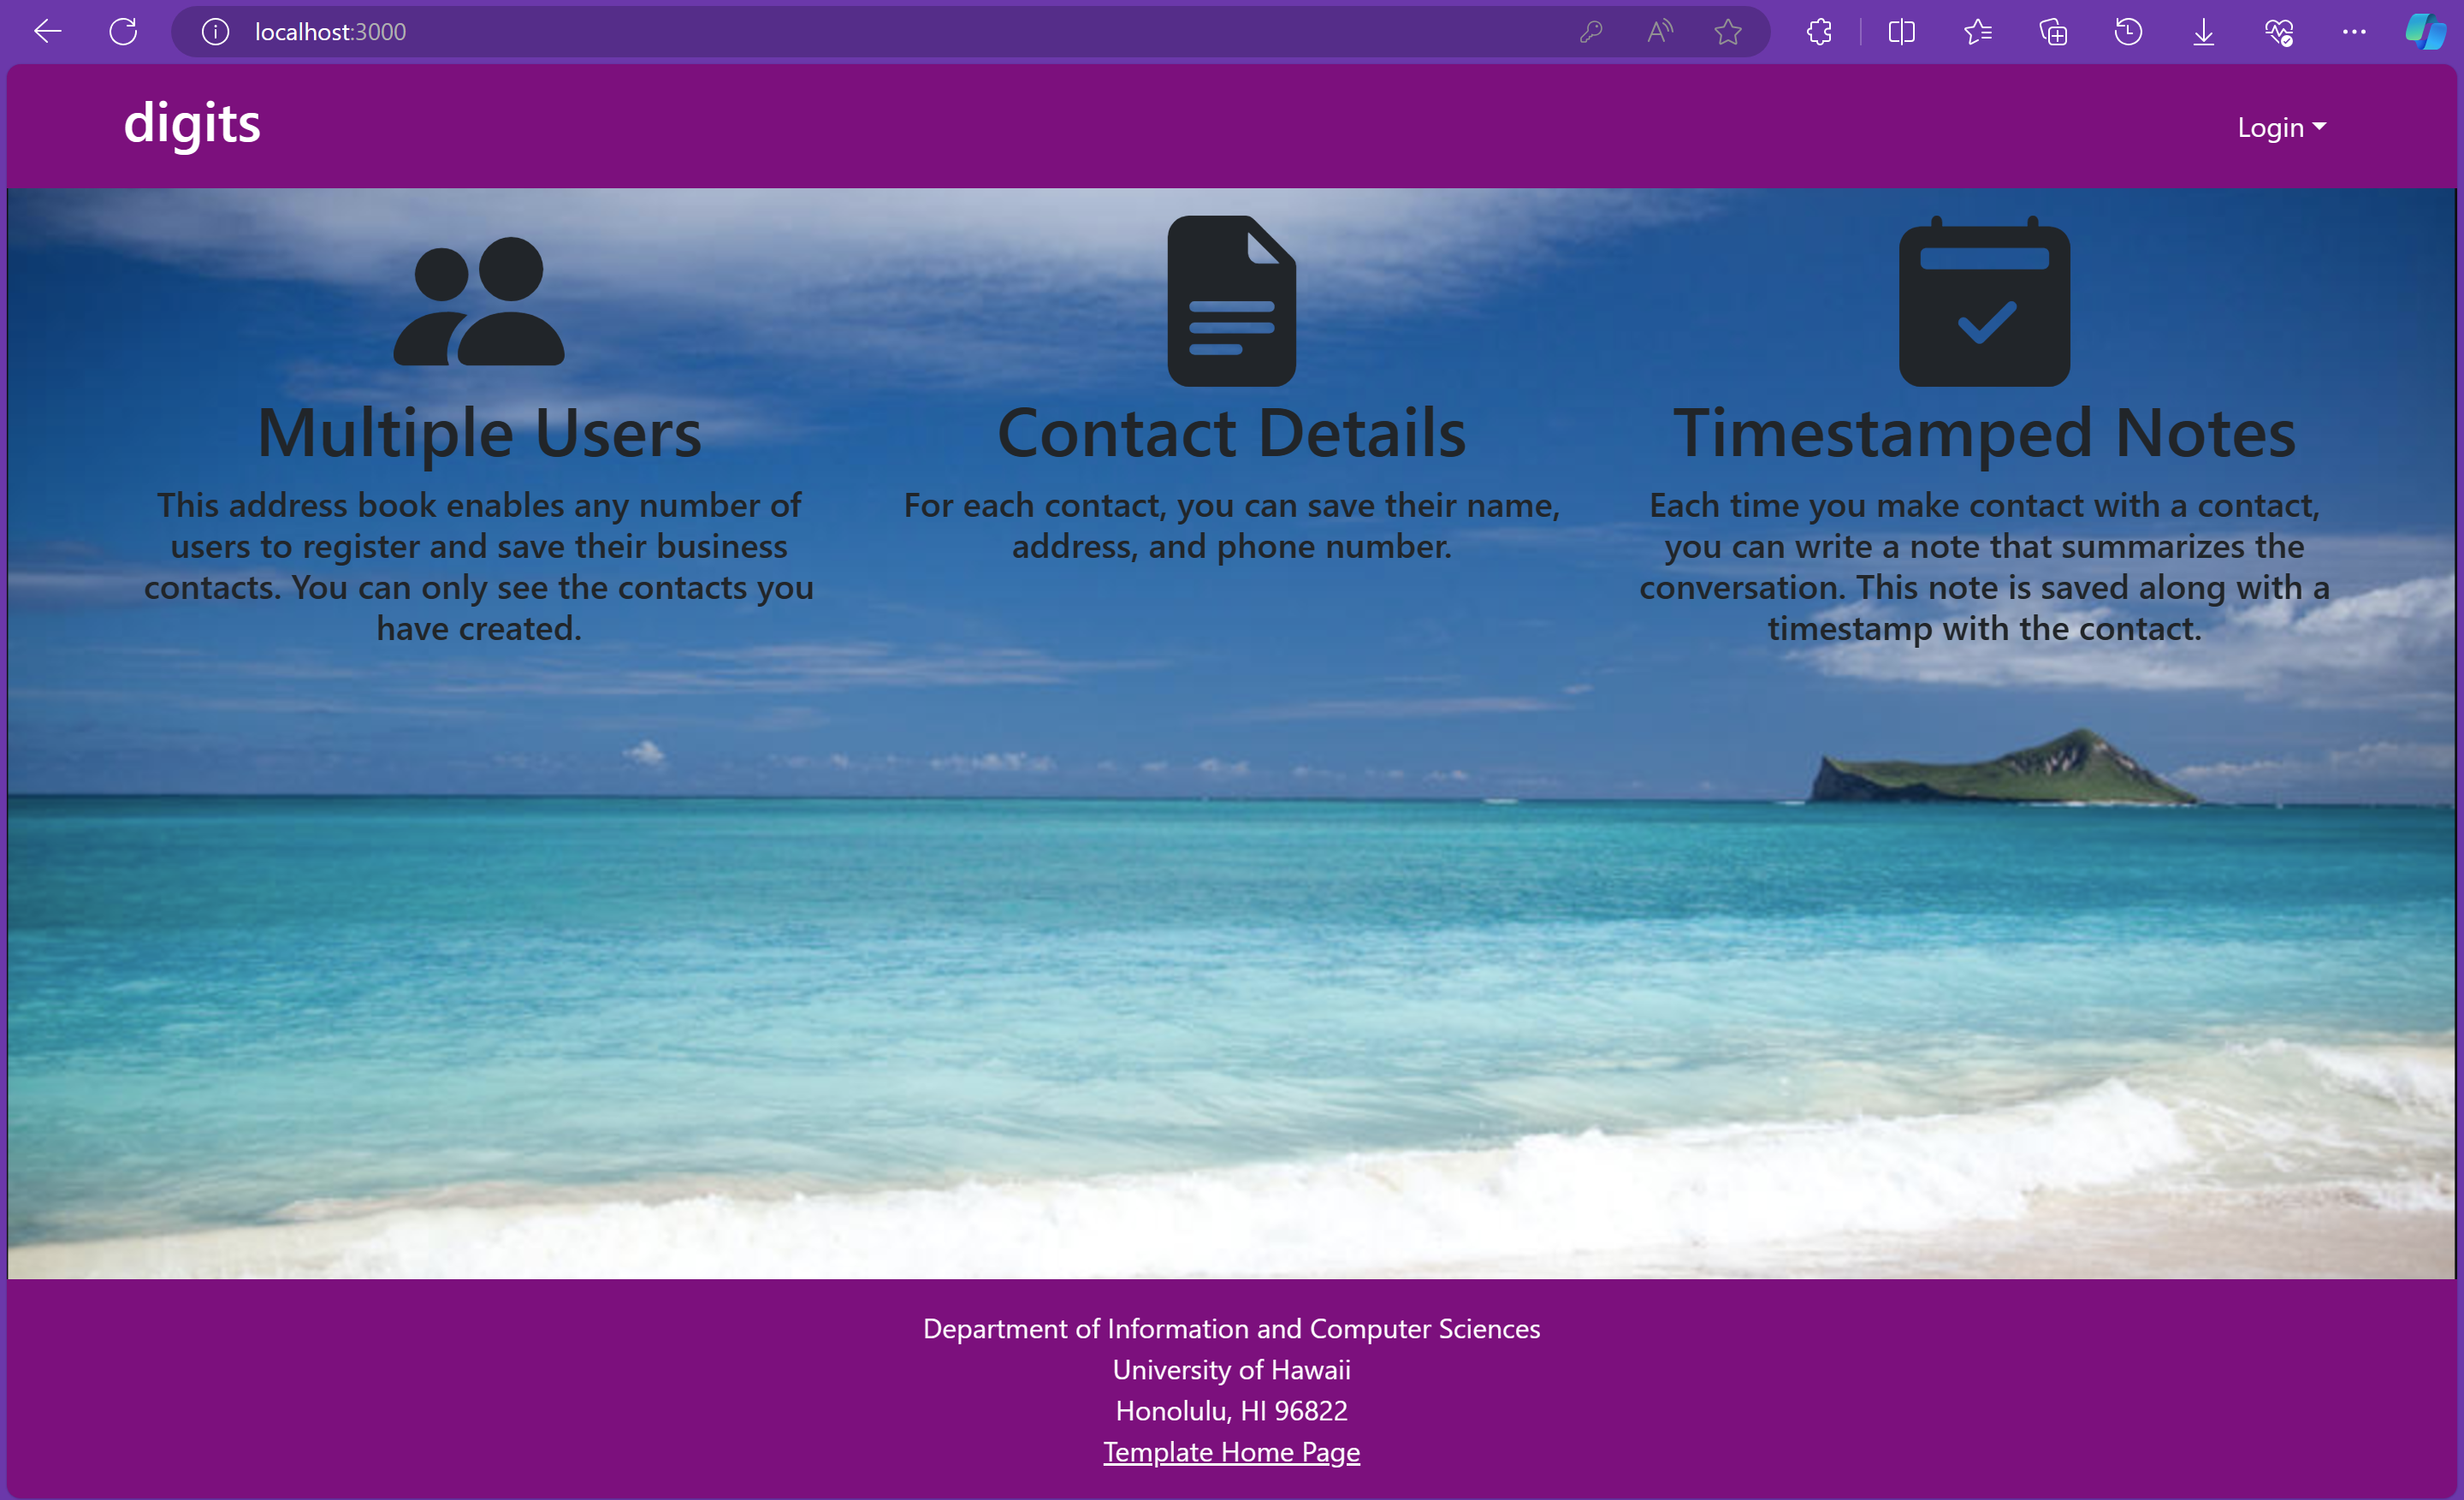 localhost:3000
digits
Login
Multiple Users
This address book enables any number of
users to register and save their business
contacts. You can only see the contacts you
have created.
Contact Details
For each contact, you can save their name,
address, and phone number.
Timestamped Notes
Each time you make contact with a contact,
you can write a note that summarizes the
conversation. This note is saved along with a
timestamp with the contact.
Department of Information and Computer Sciences
University of Hawaii
Honolulu, HI 96822
Template Home Page